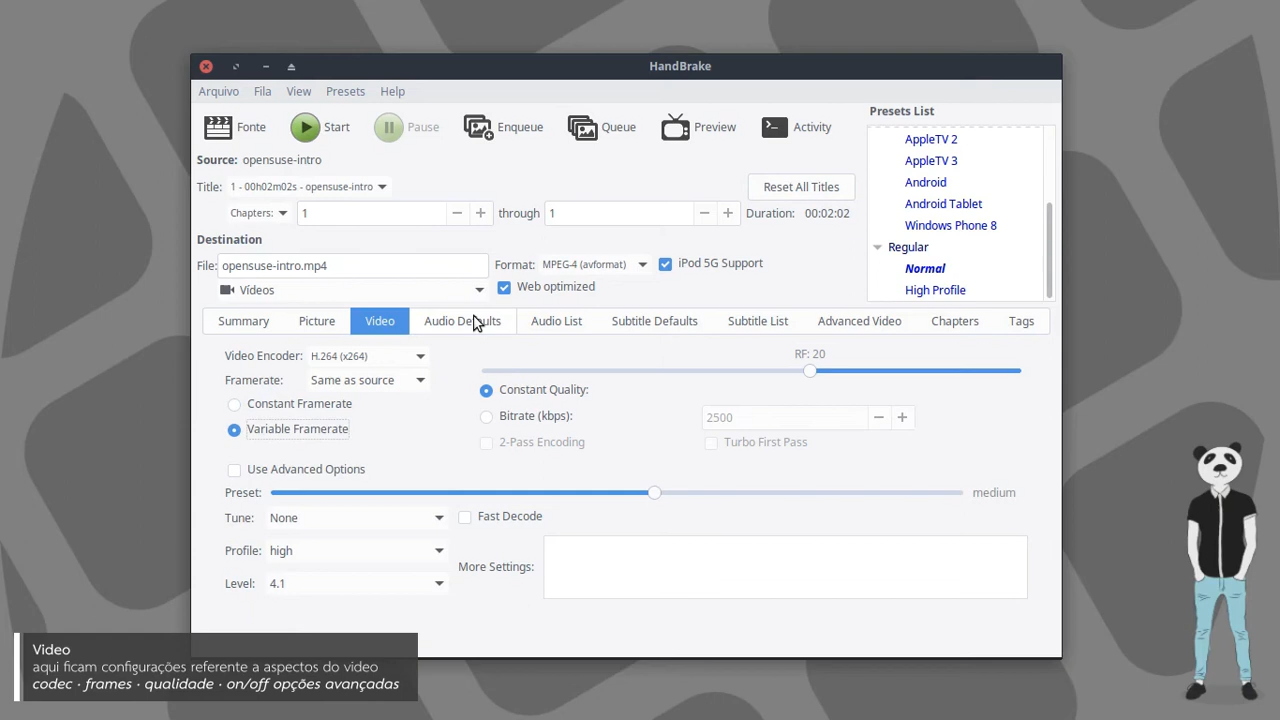 HandBrake
Arquivo Fila View Presets Help
Fonte Start Pause Enqueue Queue Preview Activity
Presets List
AppleTV 2
AppleTV 3
Android
Android Tablet
Windows Phone 8
Regular
Normal
High Profile
Source: opensuse-intro
Title: 1 - 00h02m02s - opensuse-intro Reset All Titles
Chapters: 1 through 1 Duration: 00:02:02
Destination
File: opensuse-intro.mp4 Format: MPEG-4 (avformat) iPod 5G Support
Vídeos Web optimized
Summary Picture Video Audio Defaults Audio List Subtitle Defaults Subtitle List Advanced Video Chapters Tags
Video Encoder: H.264 (x264) RF: 20
Framerate: Same as source Constant Quality:
Constant Framerate Bitrate (kbps): 2500
Variable Framerate 2-Pass Encoding Turbo First Pass
Use Advanced Options
Preset: medium
Tune: None Fast Decode
Profile: high More Settings:
Level: 4.1
Video
aqui ficam configurações referente a aspectos do video
codec · frames · qualidade · on/off opções avançadas